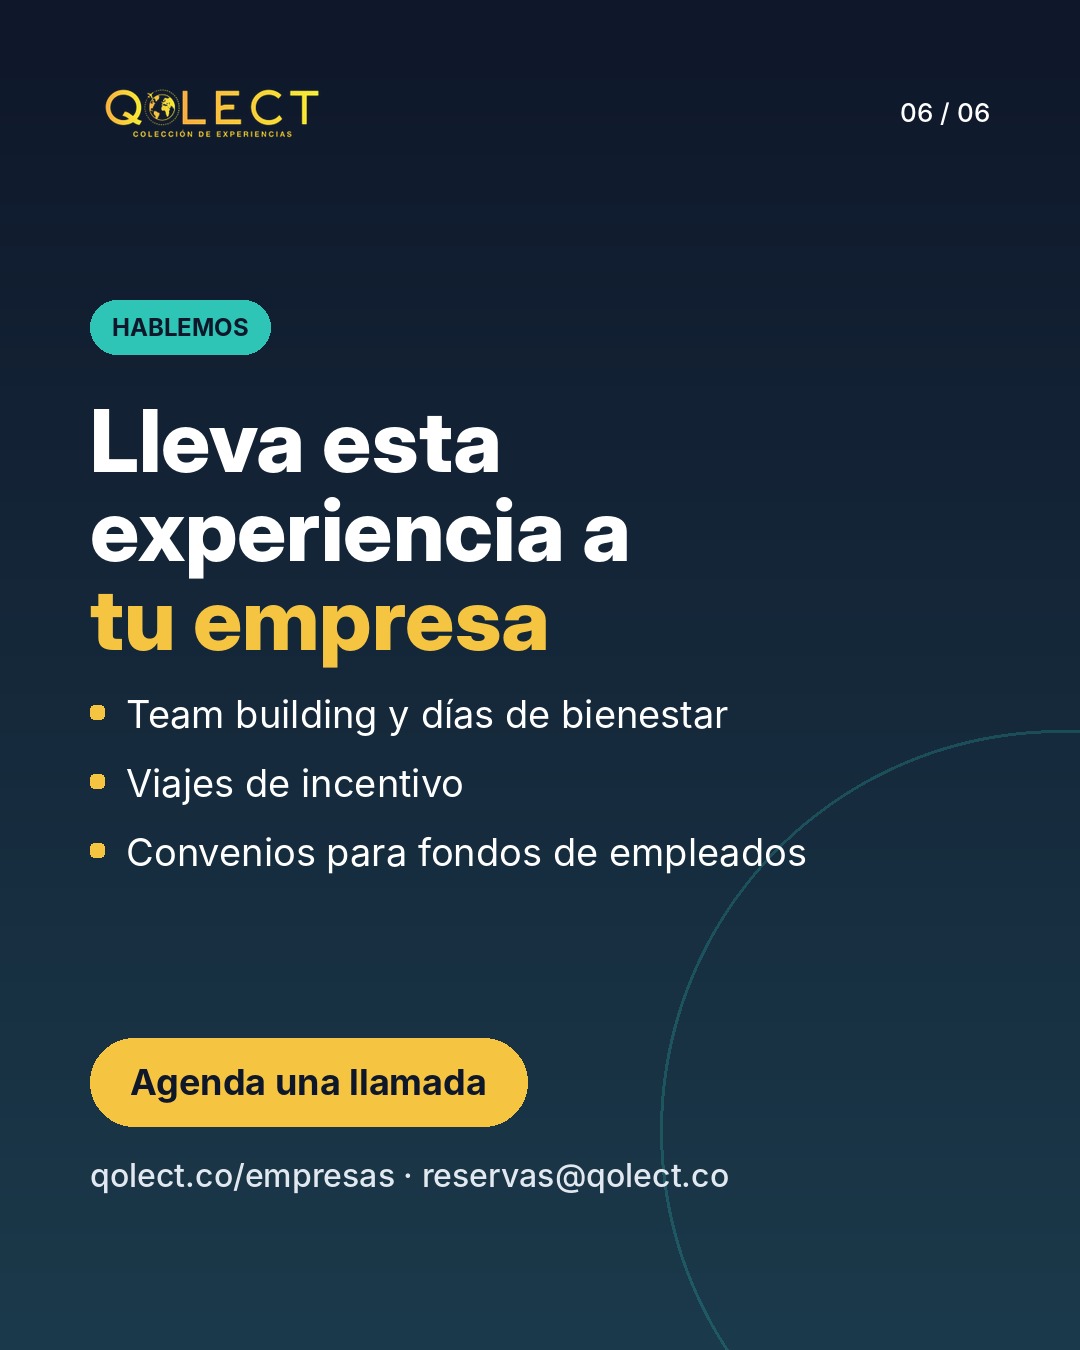 QOLECT
COLECCIÓN DE EXPERIENCIAS
06 / 06
HABLEMOS
Lleva esta
experiencia a
tu empresa
Team building y días de bienestar
Viajes de incentivo
Convenios para fondos de empleados
Agenda una llamada
qolect.co/empresas · reservas@qolect.co